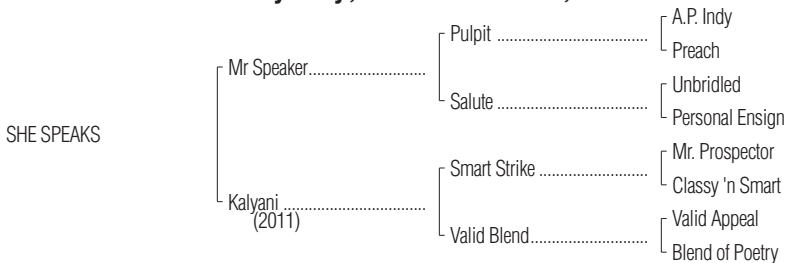 A.P. Indy
Pulpit ..........................................
Preach
Mr Speaker.............................
Unbridled
Salute ..........................................
Personal Ensign
SHE SPEAKS
Mr. Prospector
Smart Strike ................................
Classy 'n Smart
Kalyani ...................................
(2011)
Valid Appeal
Valid Blend................................
Blend of Poetry